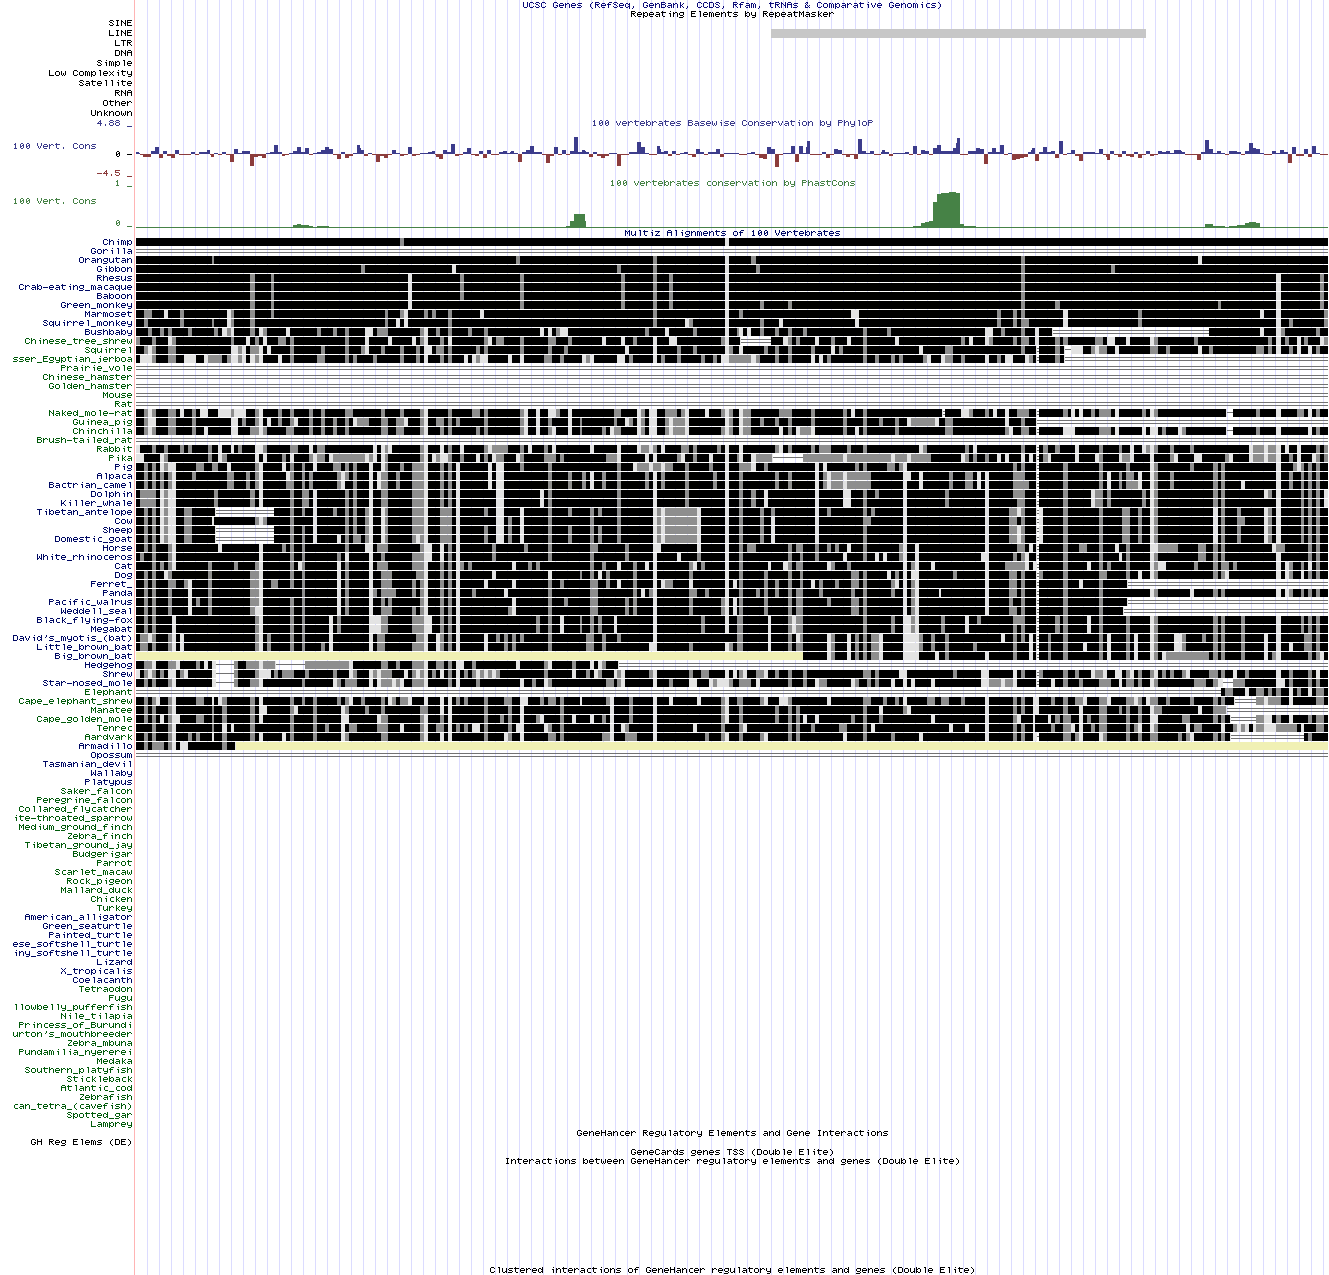 UCSC Genes (RefSeq, GenBank, CCDS, Rfam, tRNAs & Comparative Genomics)
Repeating Elements by RepeatMasker
SINE
LINE
LTR
DNA
Simple
Low Complexity
Satellite
RNA
Other
Unknown
4.88 _
100 vertebrates Basewise Conservation by PhyloP
100 Vert. Cons
0 _
-4.5 _
100 vertebrates conservation by PhastCons
1 _
100 Vert. Cons
0 _
Multiz Alignments of 100 Vertebrates
Chimp
Gorilla
Orangutan
Gibbon
Rhesus
Crab-eating_macaque
Baboon
Green_monkey
Marmoset
Squirrel_monkey
Bushbaby
Chinese_tree_shrew
Squirrel
sser_Egyptian_jerboa
Prairie_vole
Chinese_hamster
Golden_hamster
Mouse
Rat
Naked_mole-rat
Guinea_pig
Chinchilla
Brush-tailed_rat
Rabbit
Pika
Pig
Alpaca
Bactrian_camel
Dolphin
Killer_whale
Tibetan_antelope
Cow
Sheep
Domestic_goat
Horse
White_rhinoceros
Cat
Dog
Ferret_
Panda
Pacific_walrus
Weddell_seal
Black_flying-fox
Megabat
David's_myotis_(bat)
Little_brown_bat
Big_brown_bat
Hedgehog
Shrew
Star-nosed_mole
Elephant
Cape_elephant_shrew
Manatee
Cape_golden_mole
Tenrec
Aardvark
Armadillo
Opossum
Tasmanian_devil
Wallaby
Platypus
Saker_falcon
Peregrine_falcon
Collared_flycatcher
ite-throated_sparrow
Medium_ground_finch
Zebra_finch
Tibetan_ground_jay
Budgerigar
Parrot
Scarlet_macaw
Rock_pigeon
Mallard_duck
Chicken
Turkey
American_alligator
Green_seaturtle
Painted_turtle
ese_softshell_turtle
iny_softshell_turtle
Lizard
X_tropicalis
Coelacanth
Tetraodon
Fugu
llowbelly_pufferfish
Nile_tilapia
Princess_of_Burundi
urton's_mouthbreeder
Zebra_mbuna
Pundamilia_nyererei
Medaka
Southern_platyfish
Stickleback
Atlantic_cod
Zebrafish
can_tetra_(cavefish)
Spotted_gar
Lamprey
GeneHancer Regulatory Elements and Gene Interactions
GH Reg Elems (DE)
GeneCards genes TSS (Double Elite)
Interactions between GeneHancer regulatory elements and genes (Double Elite)
Clustered interactions of GeneHancer regulatory elements and genes (Double Elite)